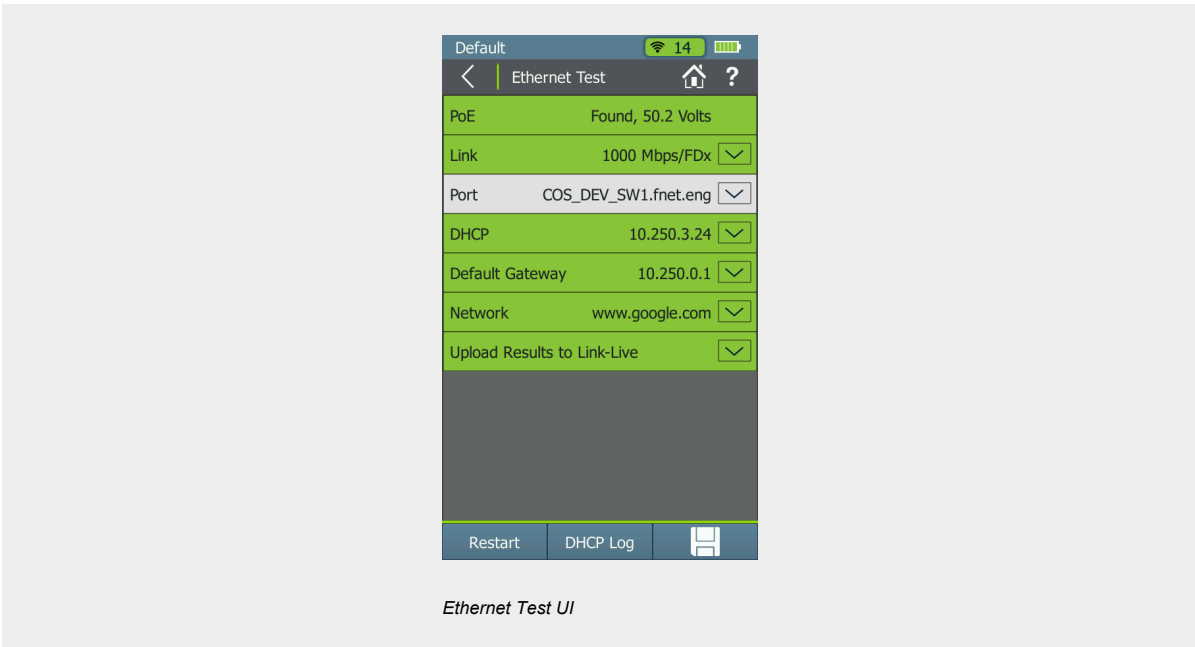 Default 14
Ethernet Test ?
PoE Found, 50.2 Volts
Link 1000 Mbps/FDx
Port COS_DEV_SW1.fnet.eng
DHCP 10.250.3.24
Default Gateway 10.250.0.1
Network www.google.com
Upload Results to Link-Live
Restart DHCP Log
Ethernet Test UI